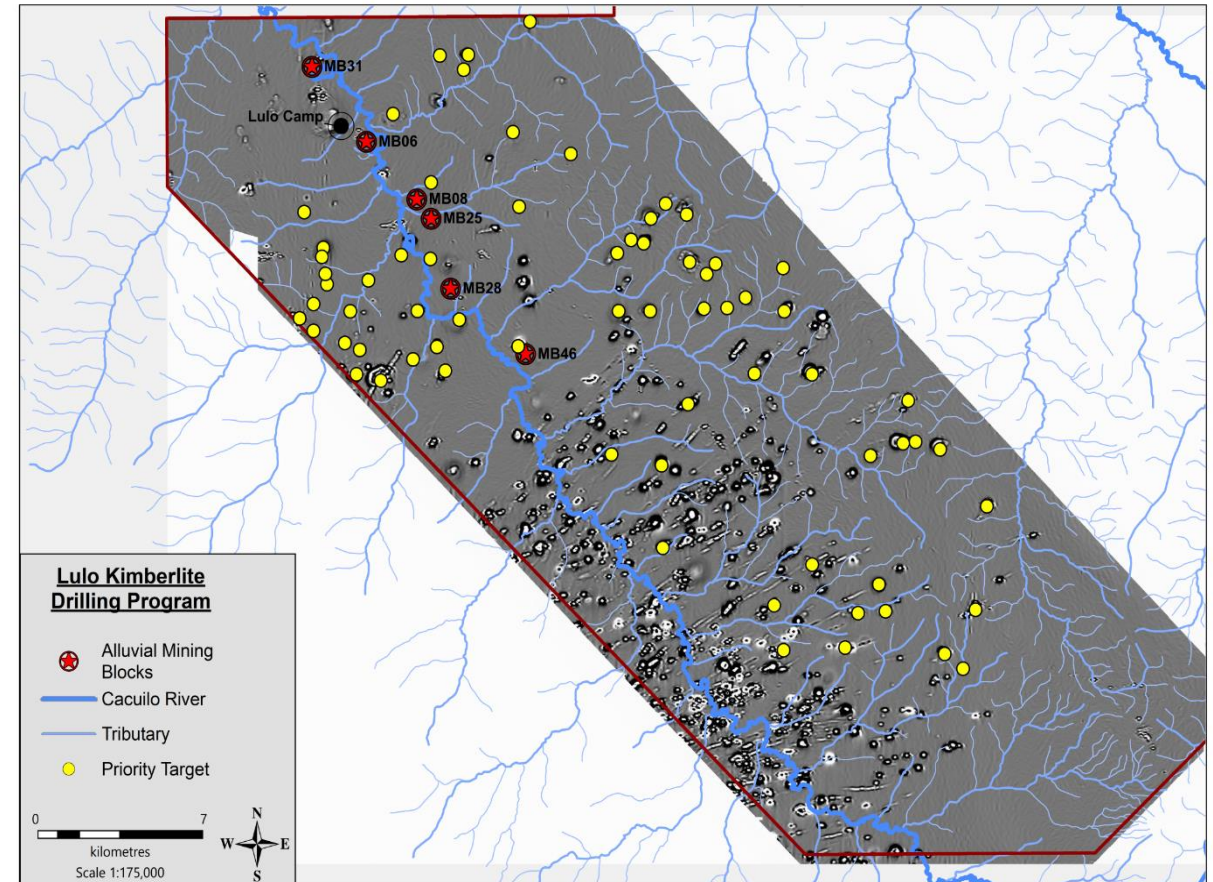 MB31
Lulo Camp
MB06
MB08
MB25
MB28
MB46
Lulo Kimberlite
Drilling Program
Alluvial Mining
Blocks
Cacuilo River
Tributary
Priority Target
0 7
kilometres
Scale 1:175,000
N
W E
S